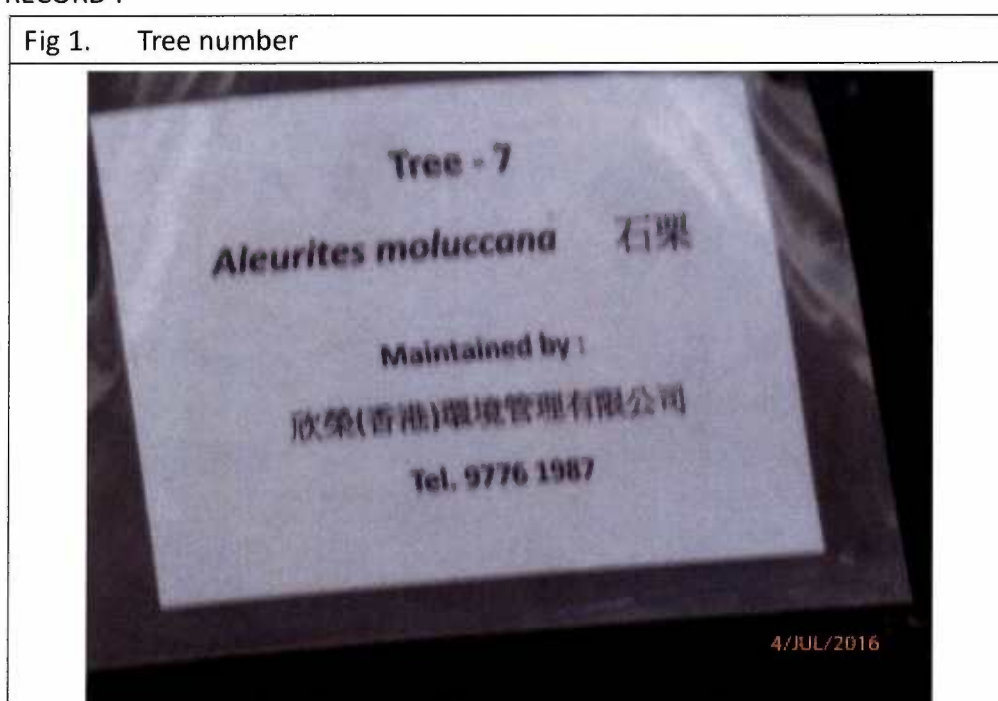 Fig 1. Tree number
Tree - 7
Aleurites moluccana 石栗
Maintained by :
欣榮(香港)環境管理有限公司
Tel. 9776 1987
4/JUL/2016